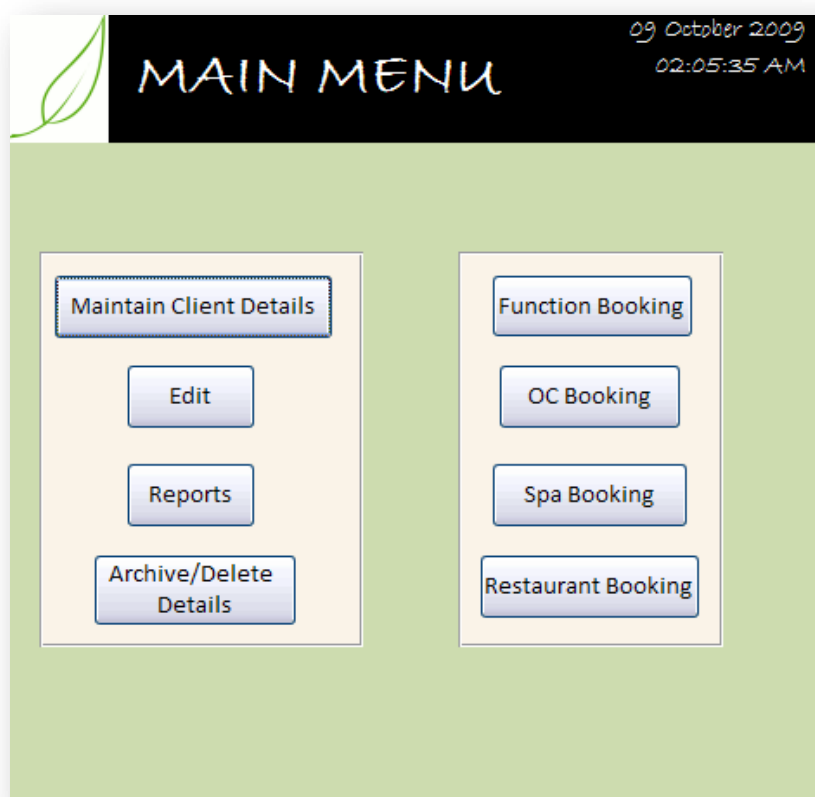 MAIN MENU
09 October 2009
02:05:35 AM
Maintain Client Details
Edit
Reports
Archive/Delete
Details
Function Booking
OC Booking
Spa Booking
Restaurant Booking